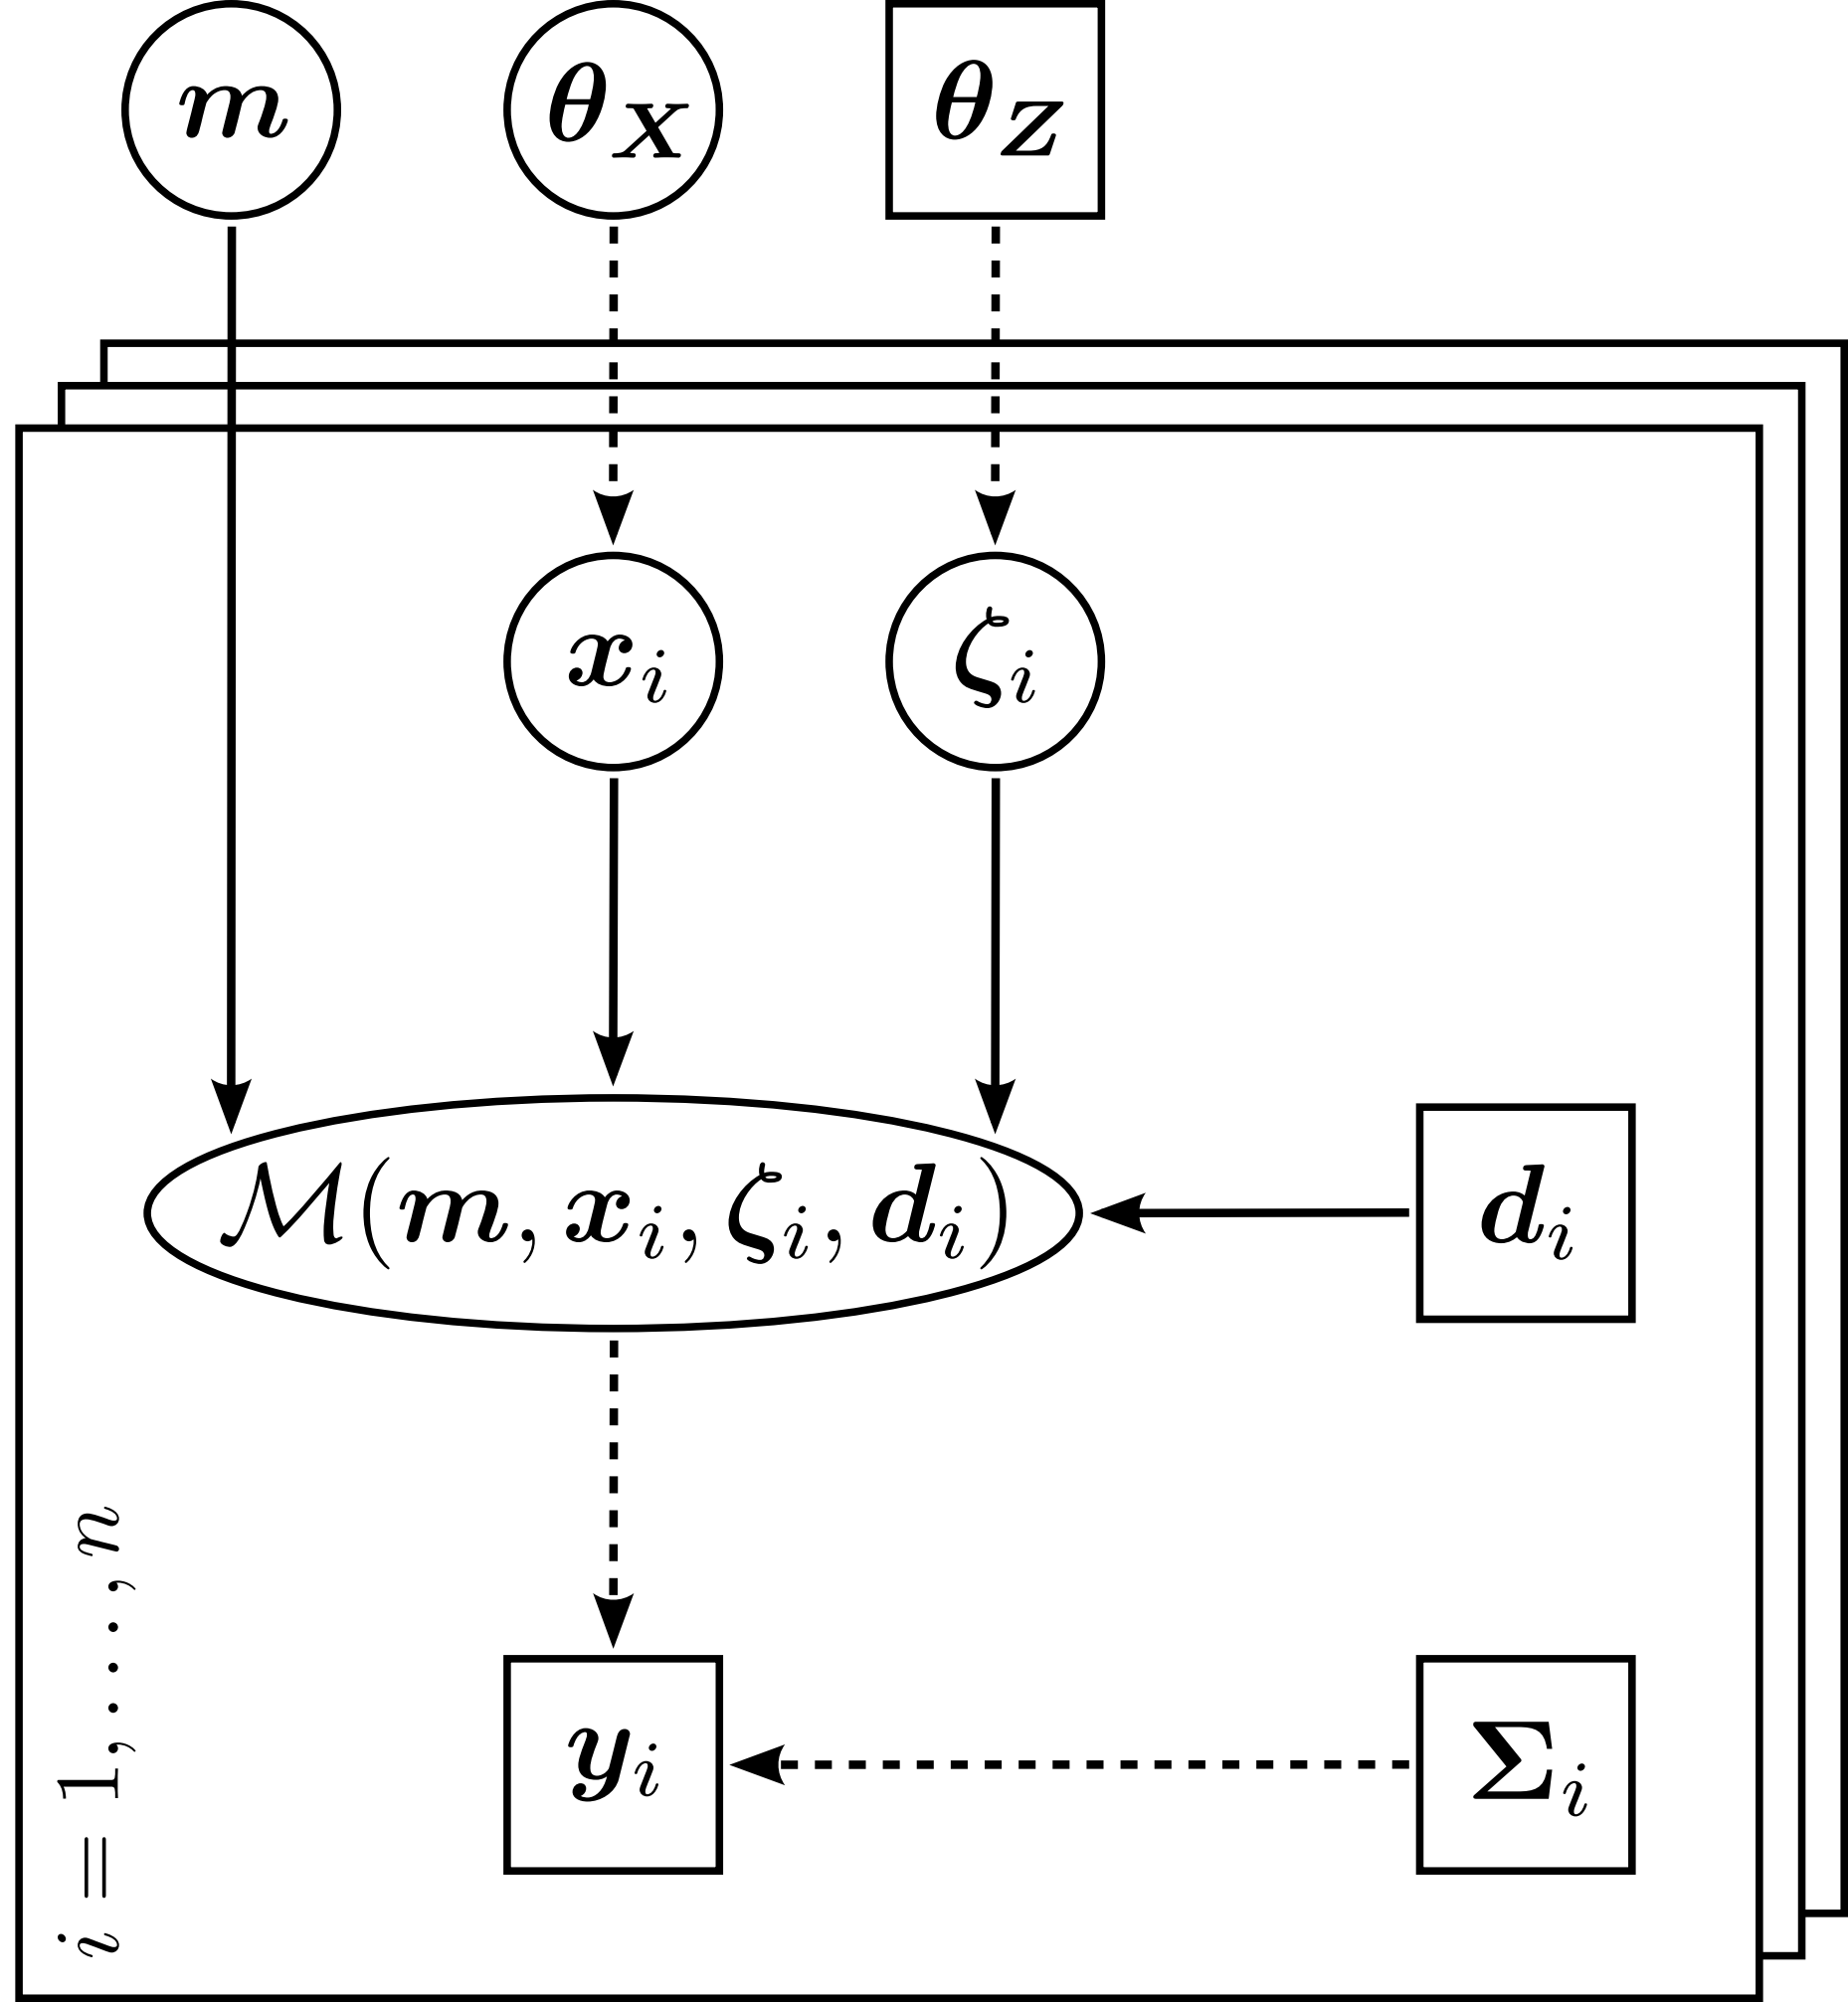 m
θ_X
θ_Z
x_i
ζ_i
ℳ(m, x_i, ζ_i, d_i)
d_i
y_i
Σ_i
i = 1, . . . , n